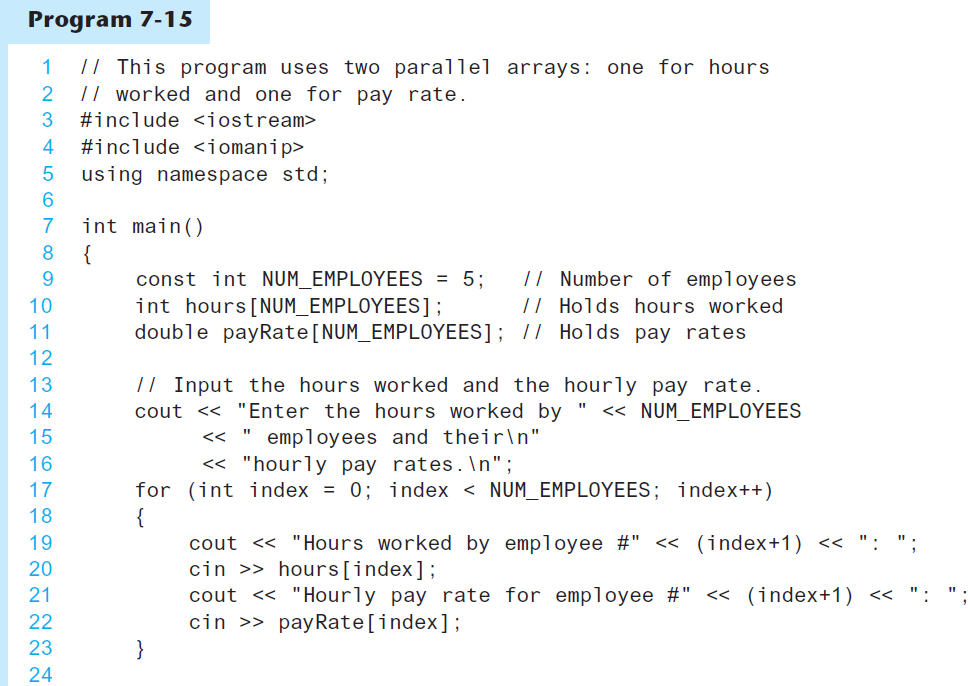 Program 7-15
1 // This program uses two parallel arrays: one for hours
2 // worked and one for pay rate.
3 #include <iostream>
4 #include <iomanip>
5 using namespace std;
6
7 int main()
8 {
9     const int NUM_EMPLOYEES = 5;   // Number of employees
10     int hours[NUM_EMPLOYEES];      // Holds hours worked
11     double payRate[NUM_EMPLOYEES]; // Holds pay rates
12
13     // Input the hours worked and the hourly pay rate.
14     cout << "Enter the hours worked by " << NUM_EMPLOYEES
15          << " employees and their\n"
16          << "hourly pay rates.\n";
17     for (int index = 0; index < NUM_EMPLOYEES; index++)
18     {
19         cout << "Hours worked by employee #" << (index+1) << ": ";
20         cin >> hours[index];
21         cout << "Hourly pay rate for employee #" << (index+1) << ": ";
22         cin >> payRate[index];
23     }
24